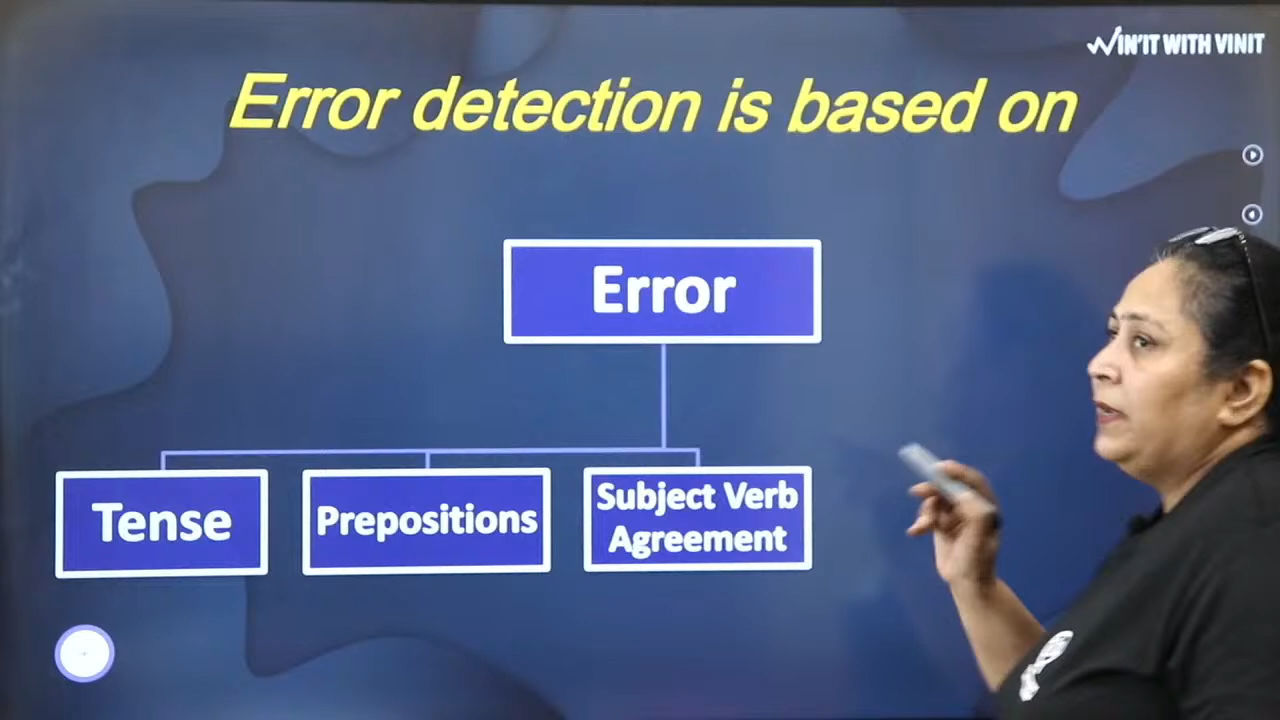 WIN'IT WITH VINIT
Error detection is based on
Error
Tense
Prepositions
Subject Verb
Agreement